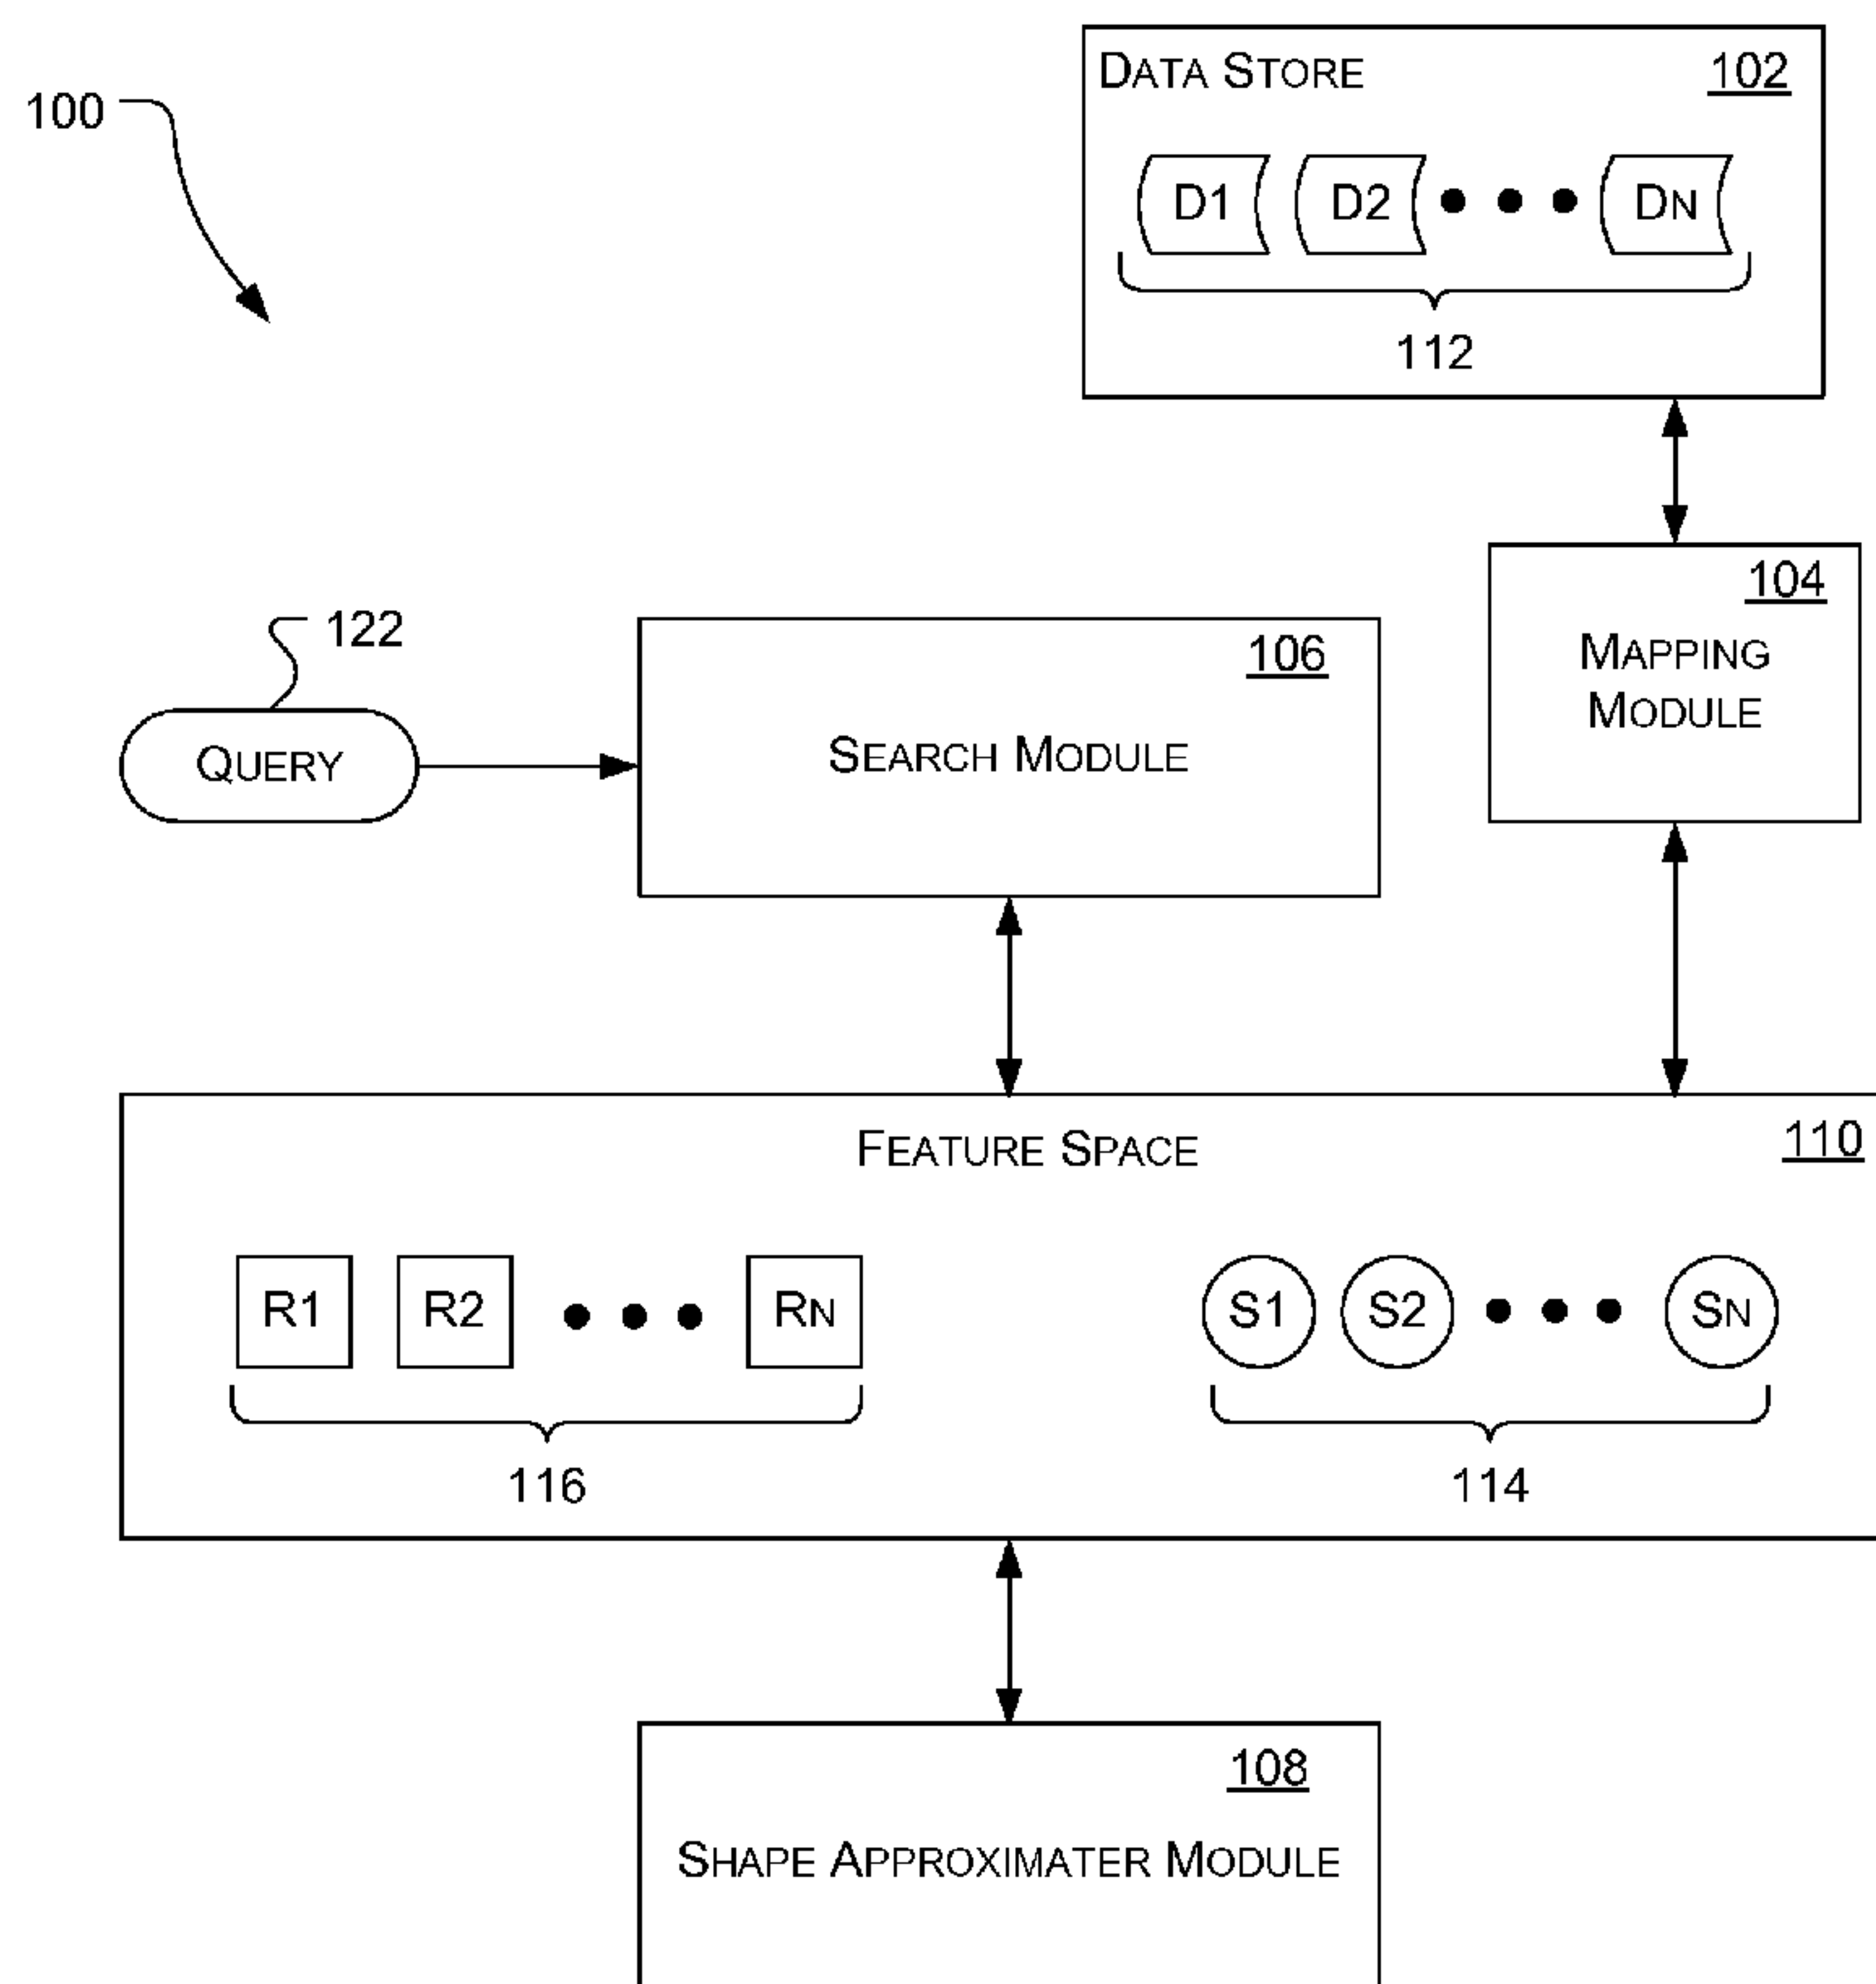 100
DATA STORE 102
D1 D2 DN
112
104
MAPPING
MODULE
122
QUERY
106
SEARCH MODULE
FEATURE SPACE 110
R1 R2 RN S1 S2 SN
116 114
108
SHAPE APPROXIMATER MODULE